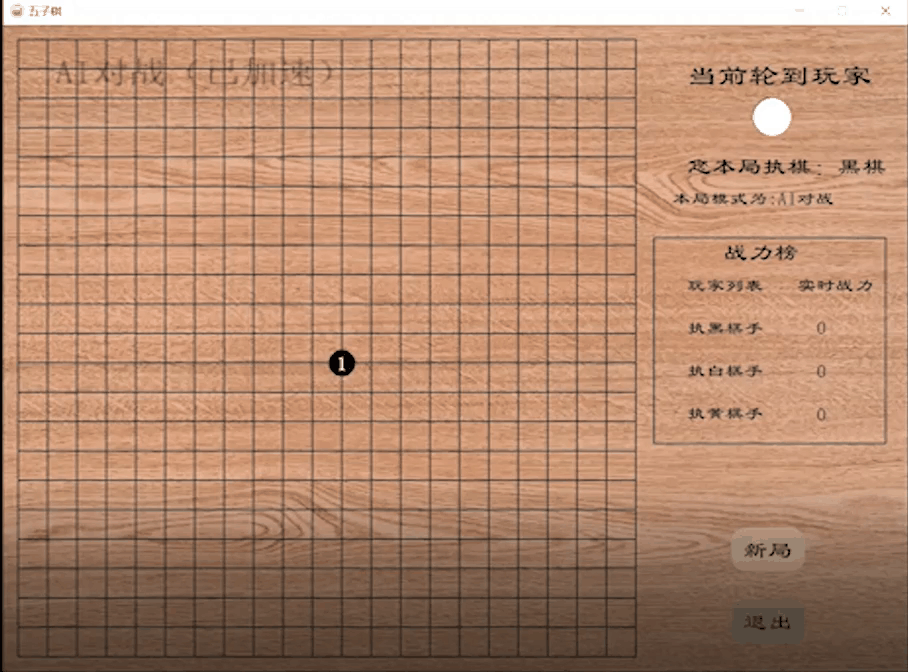 五子棋
AI对战（已加速）
当前轮到玩家
您本局执棋：黑棋
本局模式为:AI对战
战力榜
玩家列表 实时战力
执黑棋手 0
执白棋手 0
执黄棋手 0
1
新局
退出